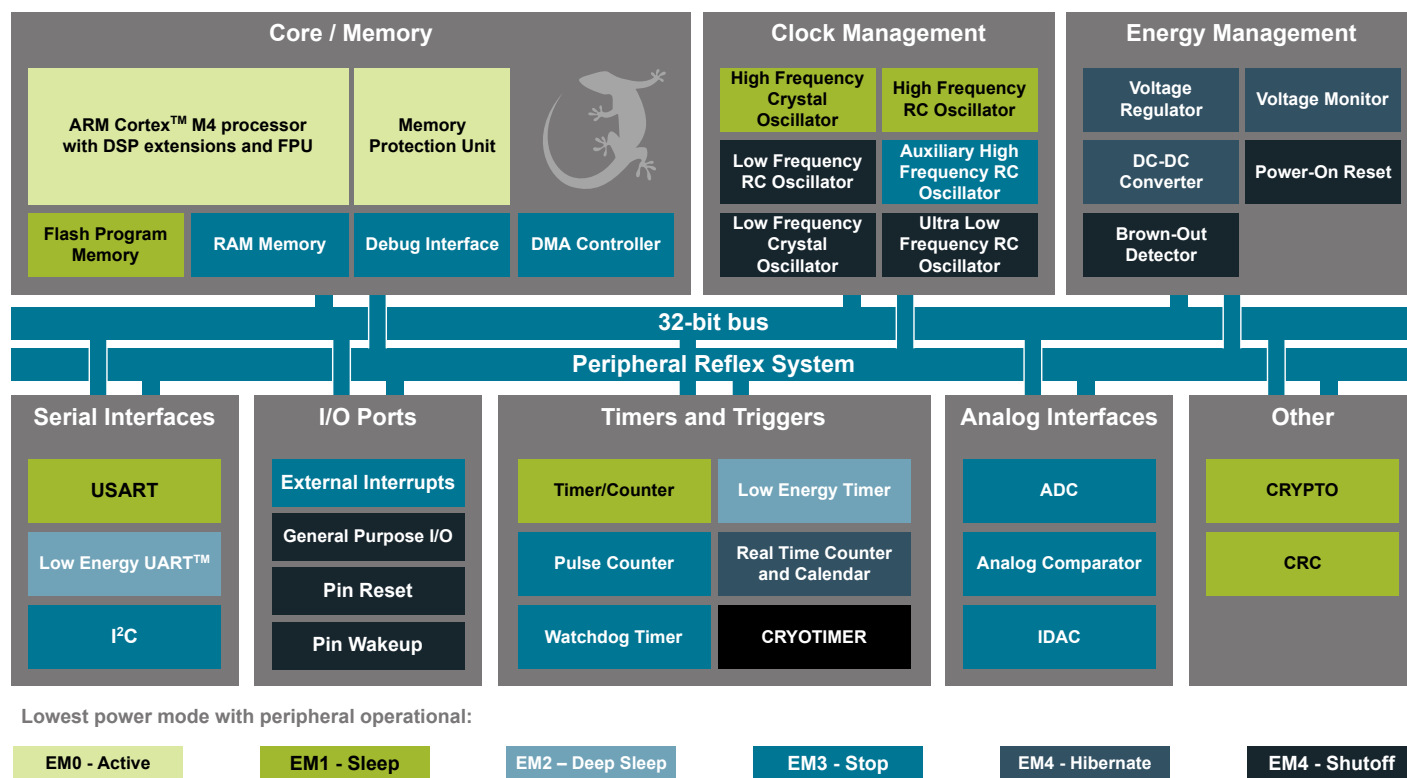 Core / Memory
ARM Cortex™ M4 processor
with DSP extensions and FPU
Memory
Protection Unit
Flash Program
Memory
RAM Memory
Debug Interface
DMA Controller
Clock Management
High Frequency
Crystal
Oscillator
High Frequency
RC Oscillator
Low Frequency
RC Oscillator
Auxiliary High
Frequency RC
Oscillator
Low Frequency
Crystal
Oscillator
Ultra Low
Frequency RC
Oscillator
Energy Management
Voltage
Regulator
Voltage Monitor
DC-DC
Converter
Power-On Reset
Brown-Out
Detector
32-bit bus
Peripheral Reflex System
Serial Interfaces
USART
Low Energy UART™
I²C
I/O Ports
External Interrupts
General Purpose I/O
Pin Reset
Pin Wakeup
Timers and Triggers
Timer/Counter
Low Energy Timer
Pulse Counter
Real Time Counter
and Calendar
Watchdog Timer
CRYOTIMER
Analog Interfaces
ADC
Analog Comparator
IDAC
Other
CRYPTO
CRC
Lowest power mode with peripheral operational:
EM0 - Active
EM1 - Sleep
EM2 – Deep Sleep
EM3 - Stop
EM4 - Hibernate
EM4 - Shutoff